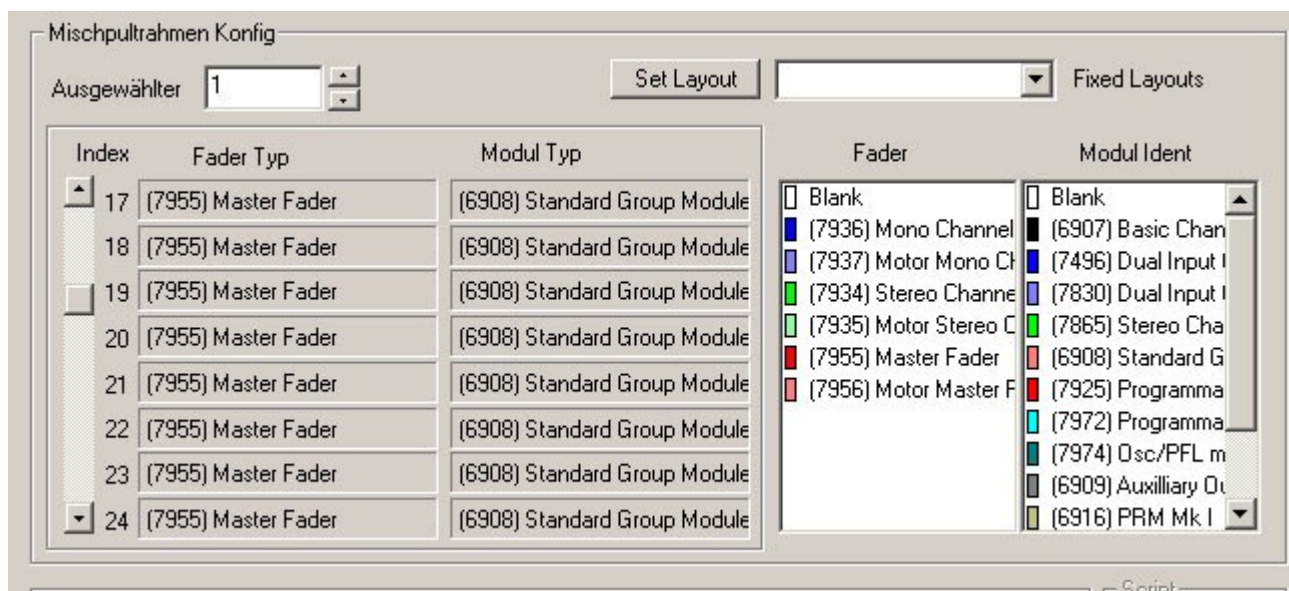 Mischpultrahmen Konfig
Ausgewählter 1 Set Layout Fixed Layouts
Index Fader Typ Modul Typ Fader Modul Ident
17 (7955) Master Fader (6908) Standard Group Module
18 (7955) Master Fader (6908) Standard Group Module
19 (7955) Master Fader (6908) Standard Group Module
20 (7955) Master Fader (6908) Standard Group Module
21 (7955) Master Fader (6908) Standard Group Module
22 (7955) Master Fader (6908) Standard Group Module
23 (7955) Master Fader (6908) Standard Group Module
24 (7955) Master Fader (6908) Standard Group Module
Blank
(7936) Mono Channel
(7937) Motor Mono Ch
(7934) Stereo Channe
(7935) Motor Stereo C
(7955) Master Fader
(7956) Motor Master F
Blank
(6907) Basic Chan
(7496) Dual Input
(7830) Dual Input
(7865) Stereo Cha
(6908) Standard G
(7925) Programma
(7972) Programma
(7974) Osc/PFL m
(6909) Auxilliary Ou
(6916) PRM Mk I
Script